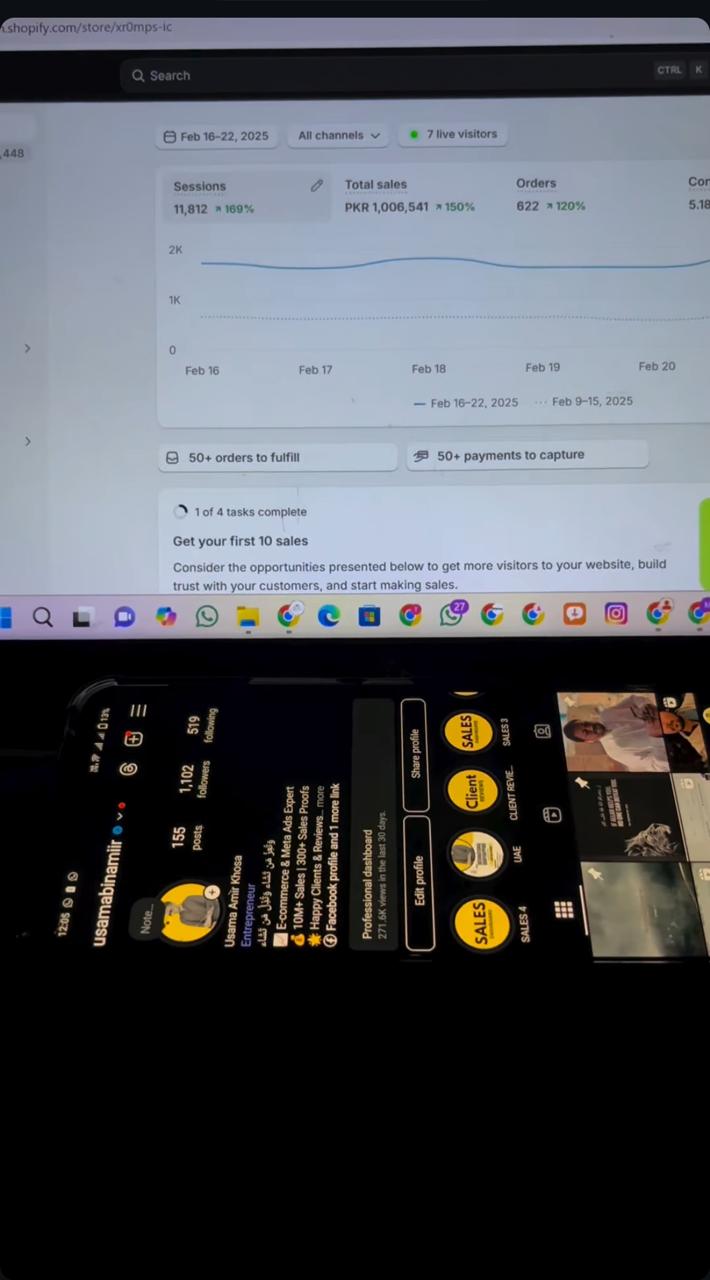 n.shopify.com/store/xr0mps-ic
Search
CTRL K
,448
Feb 16–22, 2025
All channels
7 live visitors
Sessions
11,812 ↗ 169%
Total sales
PKR 1,006,541 ↗ 150%
Orders
622 ↗ 120%
Con
5.18
2K
1K
0
Feb 16 Feb 17 Feb 18 Feb 19 Feb 20
Feb 16–22, 2025 Feb 9–15, 2025
50+ orders to fulfill
50+ payments to capture
1 of 4 tasks complete
Get your first 10 sales
Consider the opportunities presented below to get more visitors to your website, build
trust with your customers, and start making sales.
27
12:05
13%
usamabinamiir
Note...
155
posts
1,102
followers
519
following
Usama Amir Khosa
Entrepreneur
وَتُعِزُّ مَن تَشَاء وَتُذِلُّ مَن تَشَاء
E-commerce & Meta Ads Expert
10M+ Sales | 300+ Sales Proofs
Happy Clients & Reviews... more
Facebook profile and 1 more link
Professional dashboard
271.6K views in the last 30 days.
Edit profile
Share profile
SALES
Client
REVIEWS
SALES
SALES 4
UAE
CLIENT REVIE...
SALES 3